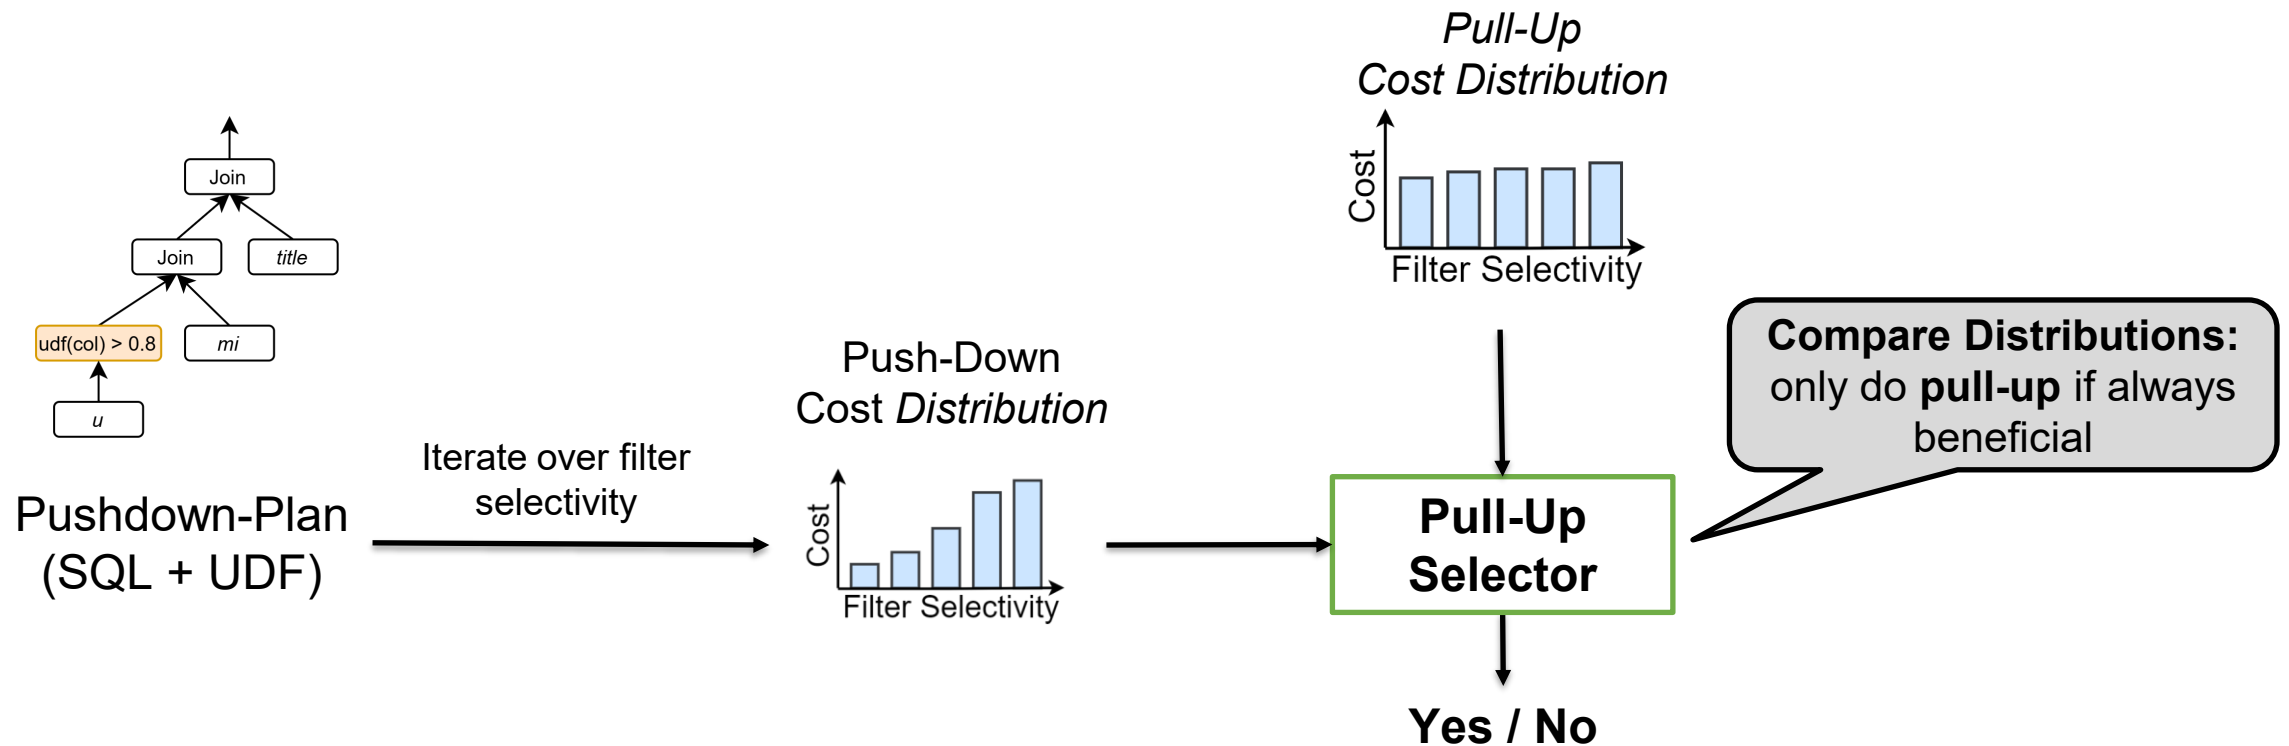 Join
Join
title
udf(col) > 0.8
mi
u
Pushdown-Plan
(SQL + UDF)
Iterate over filter
selectivity
Push-Down
Cost Distribution
Cost
Filter Selectivity
Pull-Up
Cost Distribution
Cost
Filter Selectivity
Pull-Up
Selector
Compare Distributions:
only do pull-up if always
beneficial
Yes / No